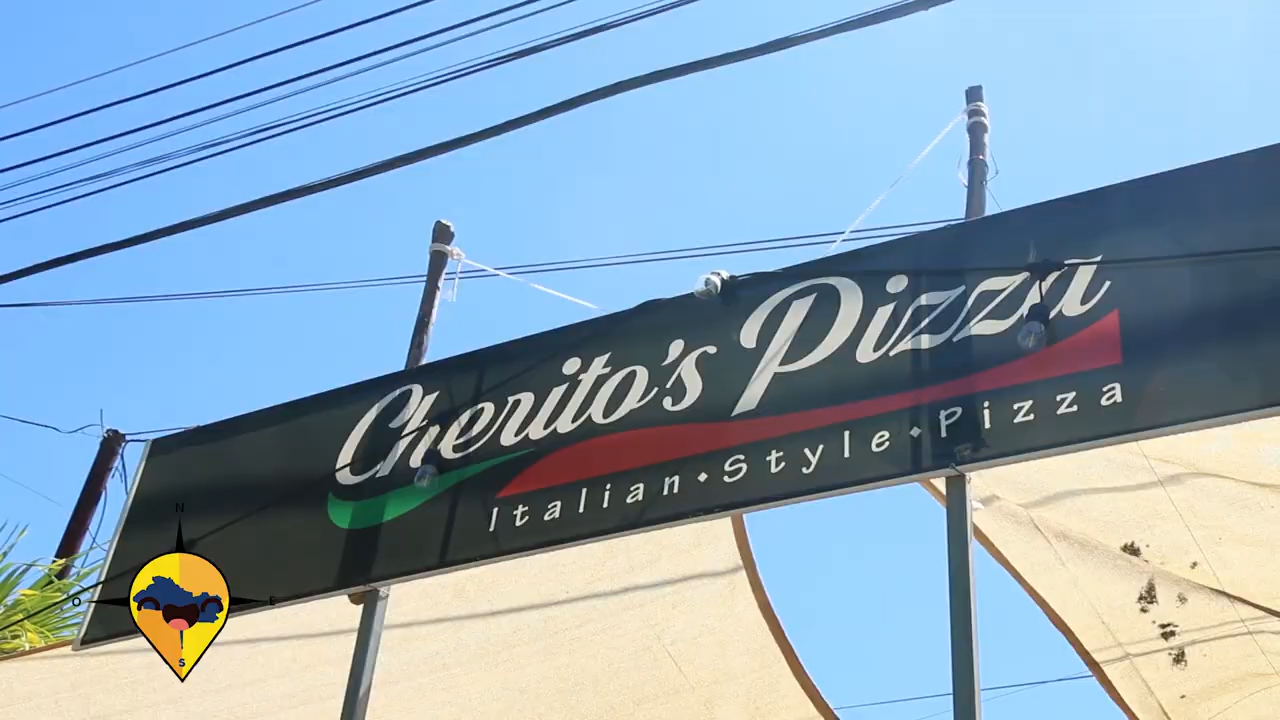 Cherito's Pizza
Italian • Style • Pizza
N
O E
S